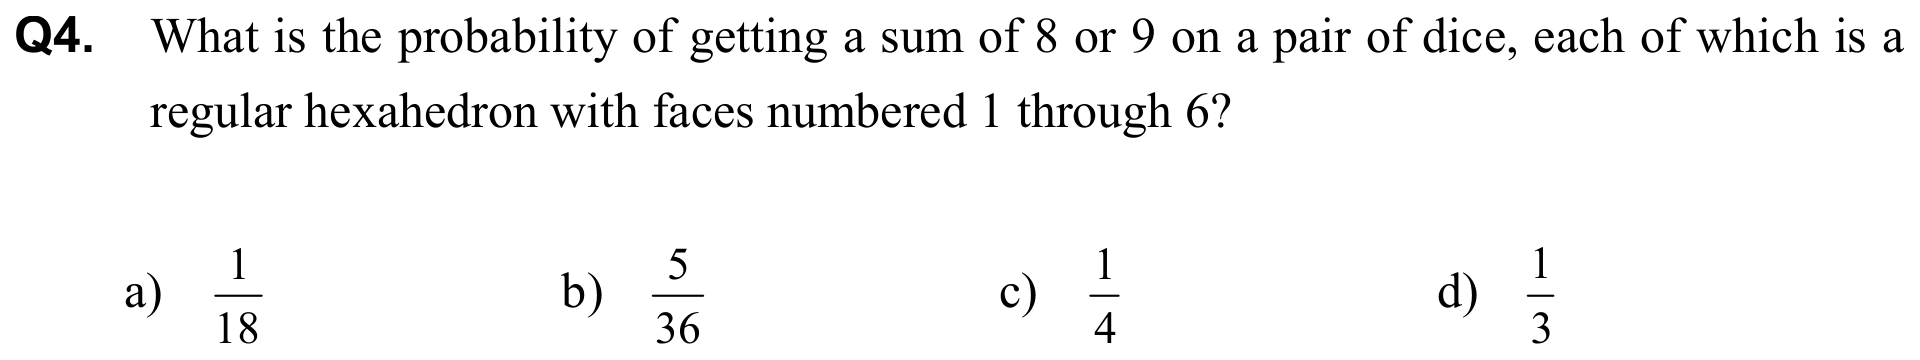 Q4. What is the probability of getting a sum of 8 or 9 on a pair of dice, each of which is a
regular hexahedron with faces numbered 1 through 6?
a) 1/18 b) 5/36 c) 1/4 d) 1/3